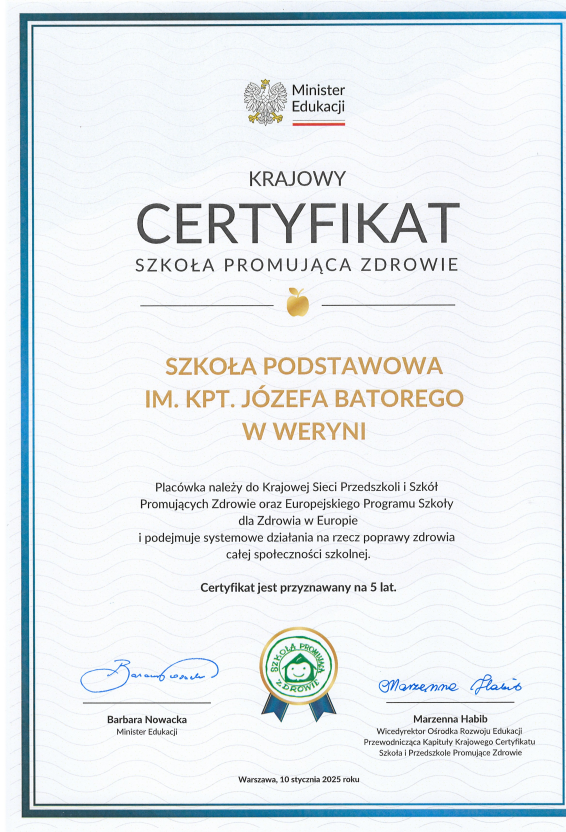 Minister
Edukacji
KRAJOWY
CERTYFIKAT
SZKOŁA PROMUJĄCA ZDROWIE
SZKOŁA PODSTAWOWA
IM. KPT. JÓZEFA BATOREGO
W WERYNI
Placówka należy do Krajowej Sieci Przedszkoli i Szkół
Promujących Zdrowie oraz Europejskiego Programu Szkoły
dla Zdrowia w Europie
i podejmuje systemowe działania na rzecz poprawy zdrowia
całej społeczności szkolnej.
Certyfikat jest przyznawany na 5 lat.
SZKOŁA PROMUJĄCA
ZDROWIE
Marzenna Habib
Barbara Nowacka
Minister Edukacji
Marzenna Habib
Wicedyrektor Ośrodka Rozwoju Edukacji
Przewodnicząca Kapituły Krajowego Certyfikatu
Szkoła i Przedszkole Promujące Zdrowie
Warszawa, 10 stycznia 2025 roku